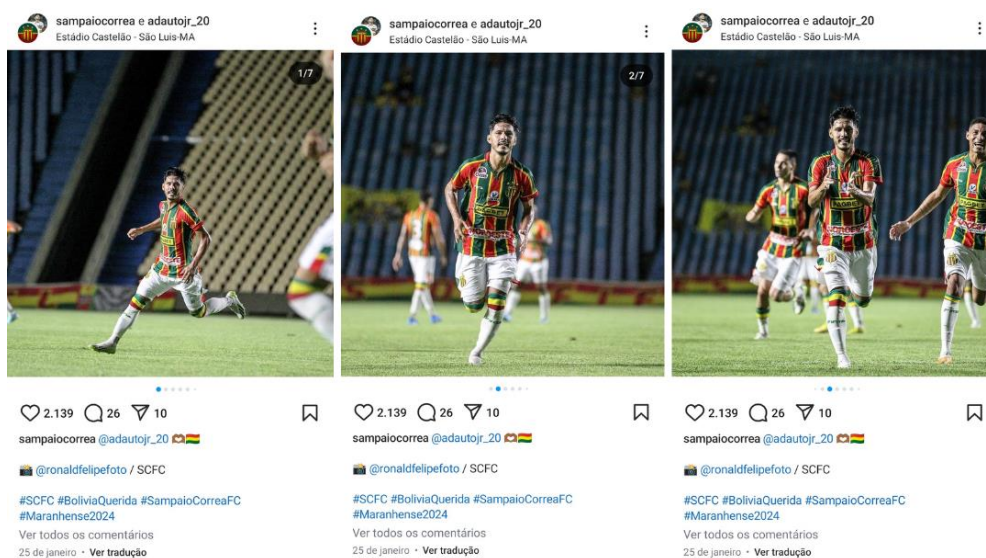 sampaiocorrea e adautojr_20
Estádio Castelão - São Luis-MA
1/7
2.139 26 10
sampaiocorrea @adautojr_20
@ronaldfelipefoto / SCFC
#SCFC #BoliviaQuerida #SampaioCorreaFC
#Maranhense2024
Ver todos os comentários
25 de janeiro · Ver tradução
sampaiocorrea e adautojr_20
Estádio Castelão - São Luis-MA
2/7
2.139 26 10
sampaiocorrea @adautojr_20
@ronaldfelipefoto / SCFC
#SCFC #BoliviaQuerida #SampaioCorreaFC
#Maranhense2024
Ver todos os comentários
25 de janeiro · Ver tradução
sampaiocorrea e adautojr_20
Estádio Castelão - São Luis-MA
2.139 26 10
sampaiocorrea @adautojr_20
@ronaldfelipefoto / SCFC
#SCFC #BoliviaQuerida #SampaioCorreaFC
#Maranhense2024
Ver todos os comentários
25 de janeiro · Ver tradução